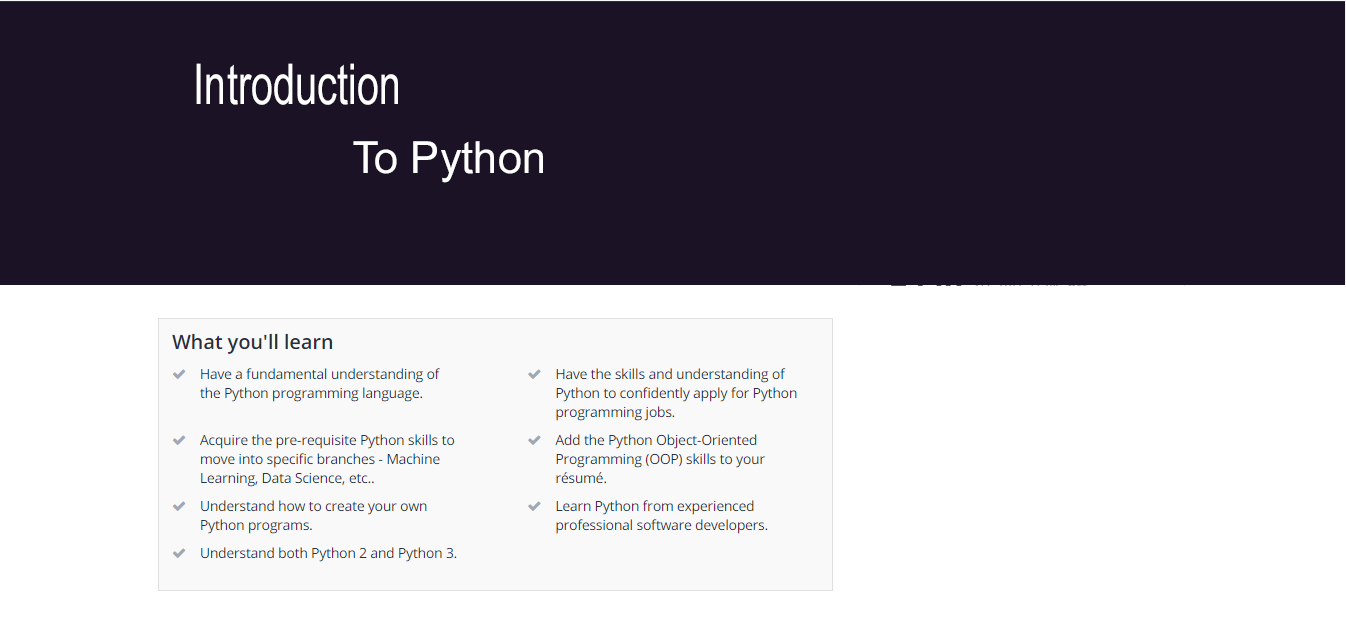 Introduction
To Python
What you'll learn
Have a fundamental understanding of
the Python programming language.
Have the skills and understanding of
Python to confidently apply for Python
programming jobs.
Acquire the pre-requisite Python skills to
move into specific branches - Machine
Learning, Data Science, etc..
Add the Python Object-Oriented
Programming (OOP) skills to your
résumé.
Understand how to create your own
Python programs.
Learn Python from experienced
professional software developers.
Understand both Python 2 and Python 3.